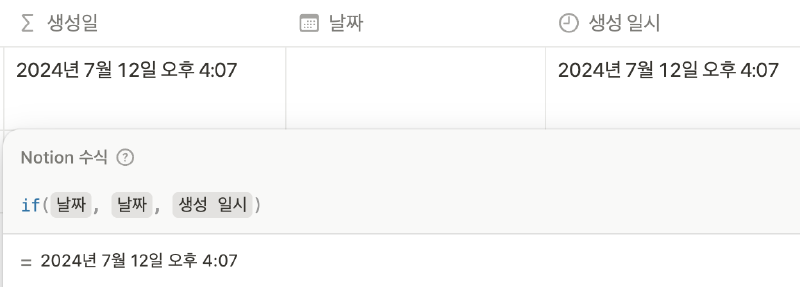 Σ 생성일 날짜 생성 일시
2024년 7월 12일 오후 4:07 2024년 7월 12일 오후 4:07
Notion 수식 ?
if(날짜, 날짜, 생성 일시)
= 2024년 7월 12일 오후 4:07